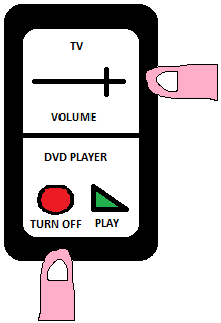 TV
VOLUME
DVD PLAYER
TURN OFF PLAY